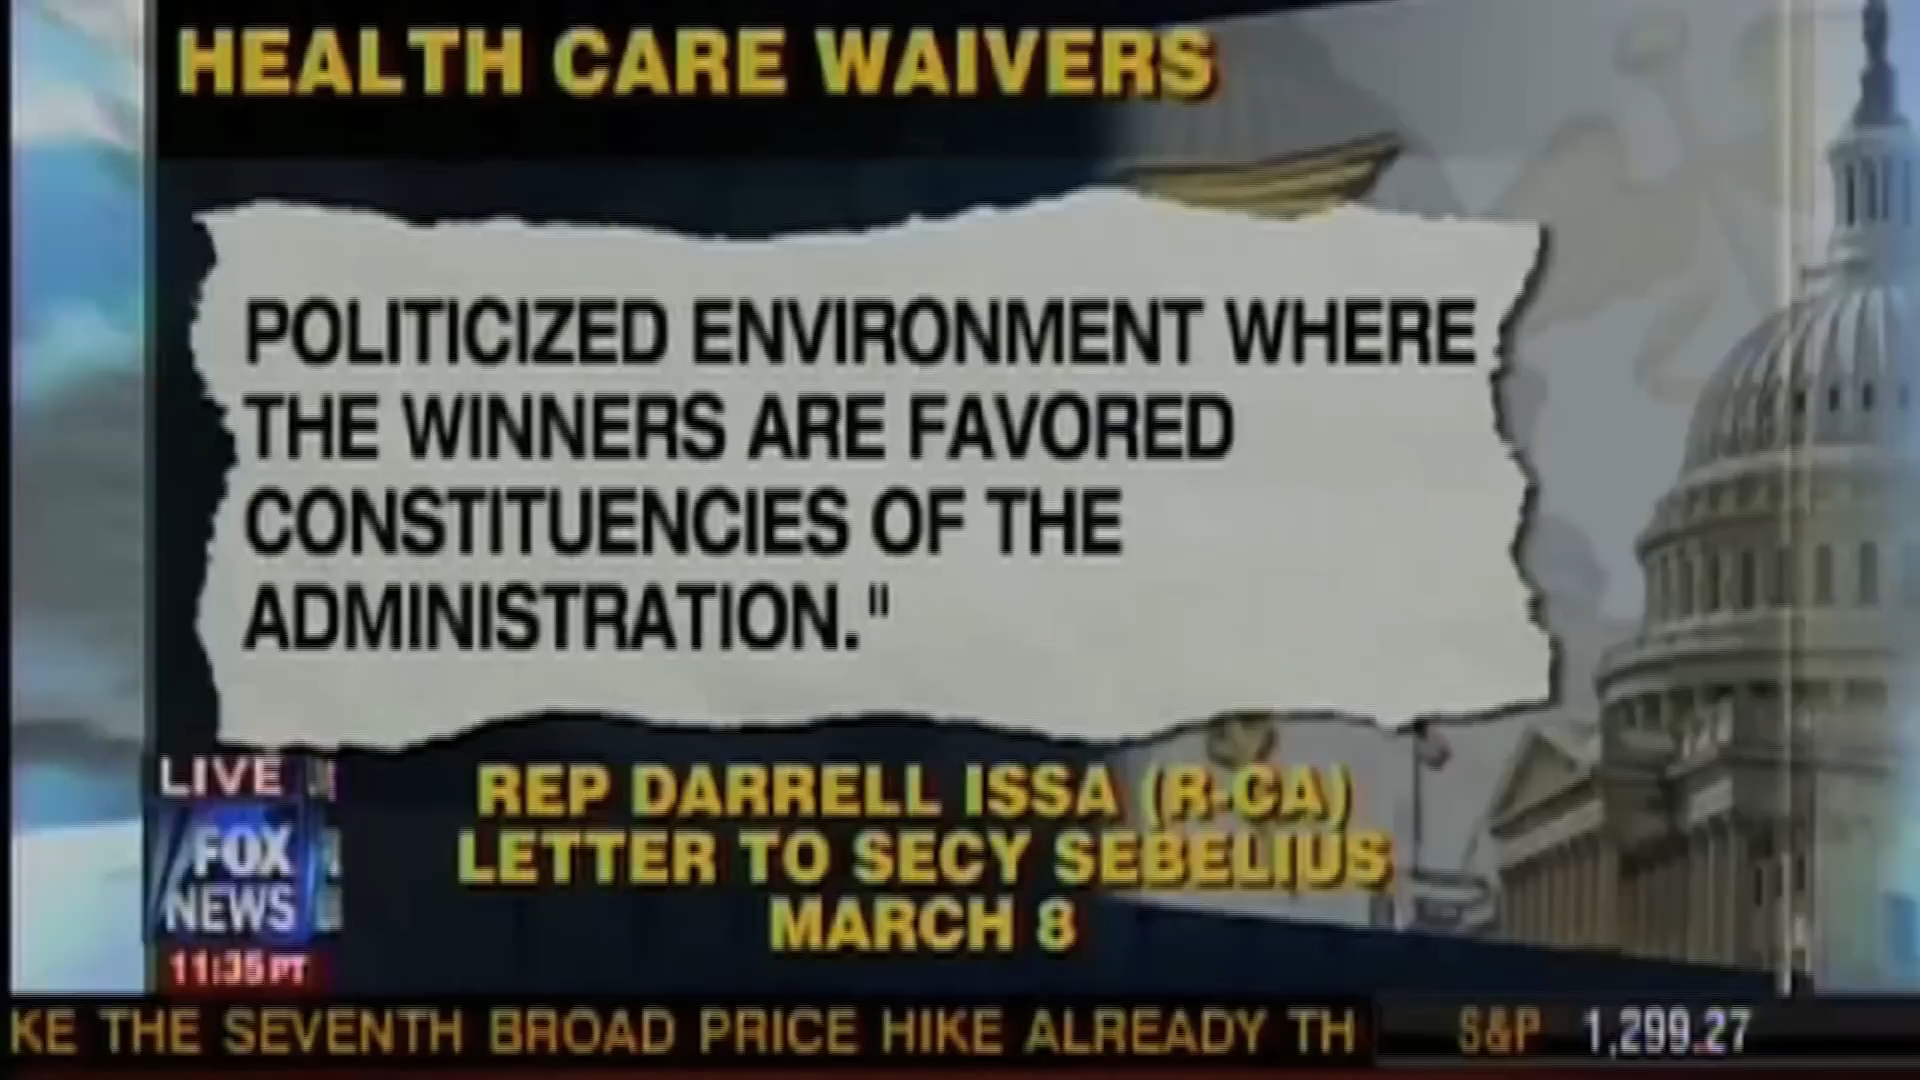 HEALTH CARE WAIVERS
POLITICIZED ENVIRONMENT WHERE
THE WINNERS ARE FAVORED
CONSTITUENCIES OF THE
ADMINISTRATION."
REP DARRELL ISSA (R-CA)
LETTER TO SECY SEBELIUS
MARCH 8
LIVE
FOX
NEWS
11:35 PT
KE THE SEVENTH BROAD PRICE HIKE ALREADY TH
S&P 1,299.27